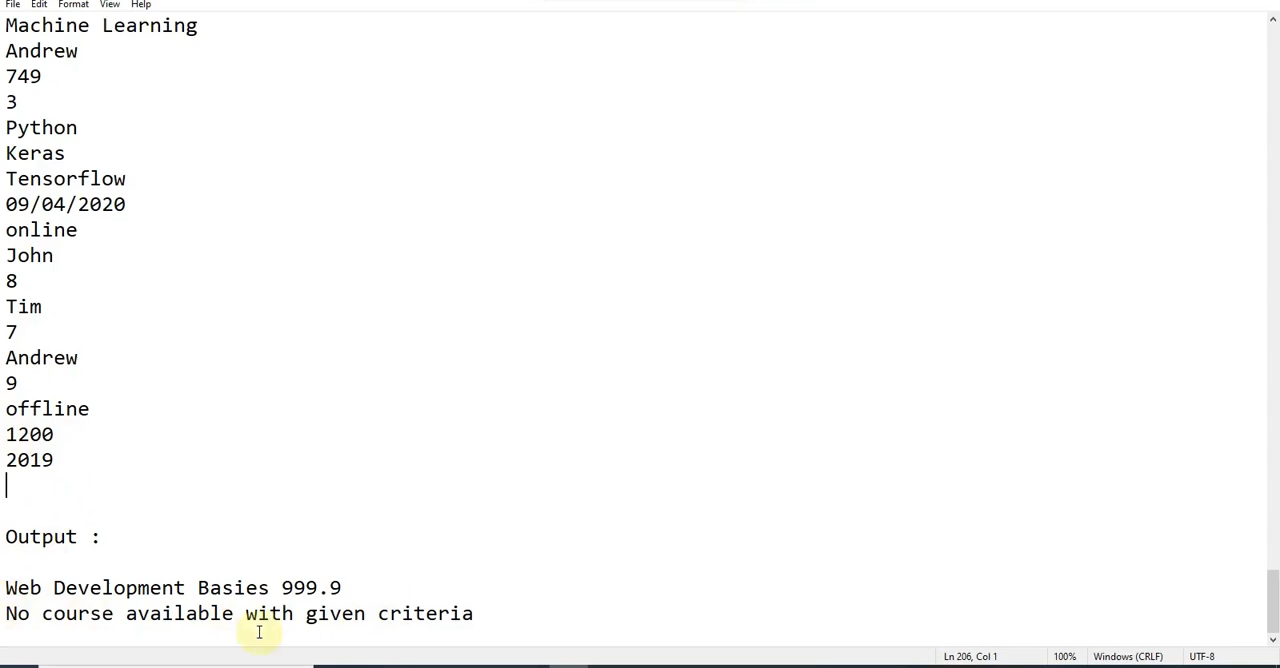 File Edit Format View Help
Machine Learning
Andrew
749
3
Python
Keras
Tensorflow
09/04/2020
online
John
8
Tim
7
Andrew
9
offline
1200
2019
Output :
Web Development Basies 999.9
No course available with given criteria
Ln 206, Col 1 100% Windows (CRLF) UTF-8